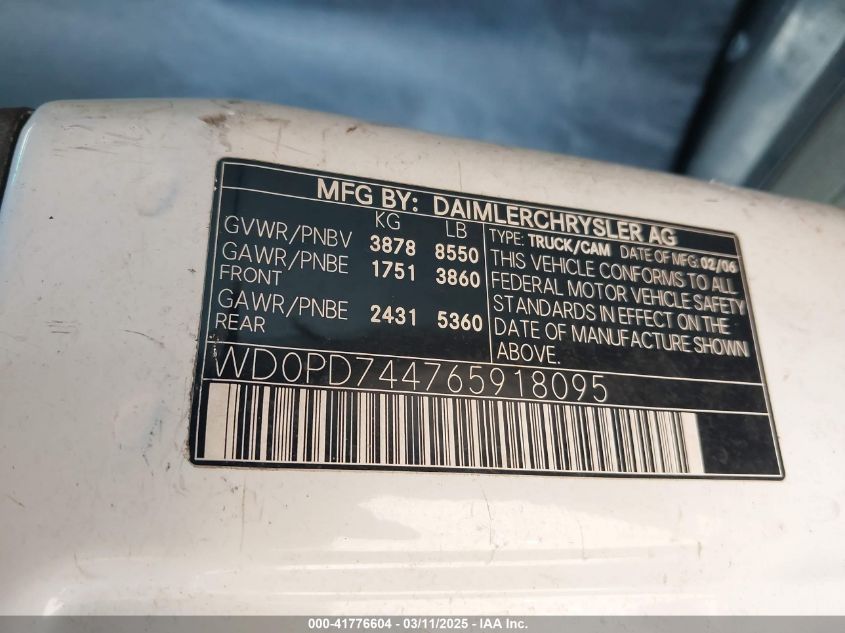 MFG BY: DAIMLERCHRYSLER AG
KG LB
GVWR/PNBV 3878 8550
GAWR/PNBE 1751 3860
FRONT
GAWR/PNBE 2431 5360
REAR
TYPE: TRUCK/CAM DATE OF MFG: 02/06
THIS VEHICLE CONFORMS TO ALL
FEDERAL MOTOR VEHICLE SAFETY
STANDARDS IN EFFECT ON THE
DATE OF MANUFACTURE SHOWN
ABOVE.
WD0PD744765918095
000-41776604 - 03/11/2025 - IAA Inc.